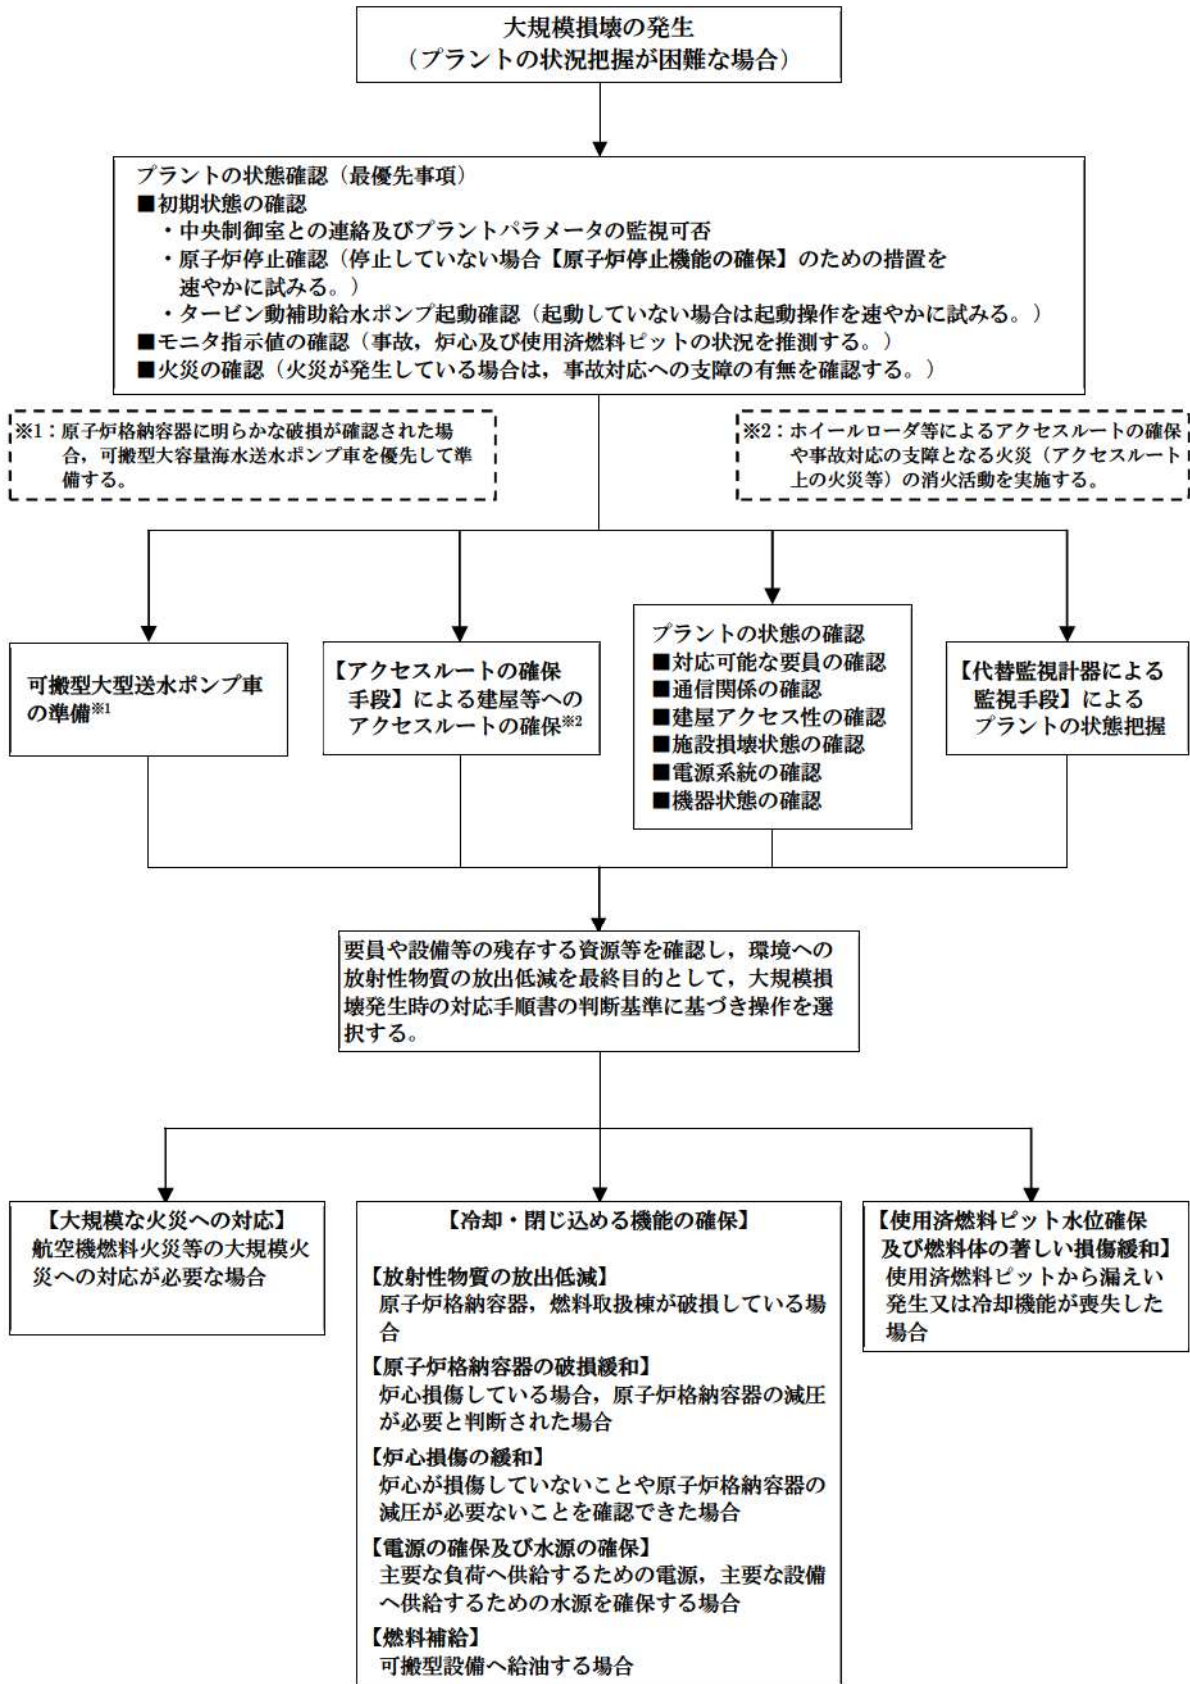 大規模損壊の発生
（プラントの状況把握が困難な場合）
プラントの状態確認（最優先事項）
■初期状態の確認
・中央制御室との連絡及びプラントパラメータの監視可否
・原子炉停止確認（停止していない場合【原子炉停止機能の確保】のための措置を
速やかに試みる。）
・タービン動補助給水ポンプ起動確認（起動していない場合は起動操作を速やかに試みる。）
■モニタ指示値の確認（事故，炉心及び使用済燃料ピットの状況を推測する。）
■火災の確認（火災が発生している場合は，事故対応への支障の有無を確認する。）
※1：原子炉格納容器に明らかな破損が確認された場
合，可搬型大容量海水送水ポンプ車を優先して準
備する。
※2：ホイールローダ等によるアクセスルートの確保
や事故対応の支障となる火災（アクセスルート
上の火災等）の消火活動を実施する。
可搬型大型送水ポンプ車
の準備※1
【アクセスルートの確保
手段】による建屋等への
アクセスルートの確保※2
プラントの状態の確認
■対応可能な要員の確認
■通信関係の確認
■建屋アクセス性の確認
■施設損壊状態の確認
■電源系統の確認
■機器状態の確認
【代替監視計器による
監視手段】による
プラントの状態把握
要員や設備等の残存する資源等を確認し，環境への
放射性物質の放出低減を最終目的として，大規模損
壊発生時の対応手順書の判断基準に基づき操作を選
択する。
【大規模な火災への対応】
航空機燃料火災等の大規模火
災への対応が必要な場合
【冷却・閉じ込める機能の確保】
【放射性物質の放出低減】
原子炉格納容器，燃料取扱棟が破損している場
合
【原子炉格納容器の破損緩和】
炉心損傷している場合，原子炉格納容器の減圧
が必要と判断された場合
【炉心損傷の緩和】
炉心が損傷していないことや原子炉格納容器の
減圧が必要ないことを確認できた場合
【電源の確保及び水源の確保】
主要な負荷へ供給するための電源，主要な設備
へ供給するための水源を確保する場合
【燃料補給】
可搬型設備へ給油する場合
【使用済燃料ピット水位確保
及び燃料体の著しい損傷緩和】
使用済燃料ピットから漏えい
発生又は冷却機能が喪失した
場合